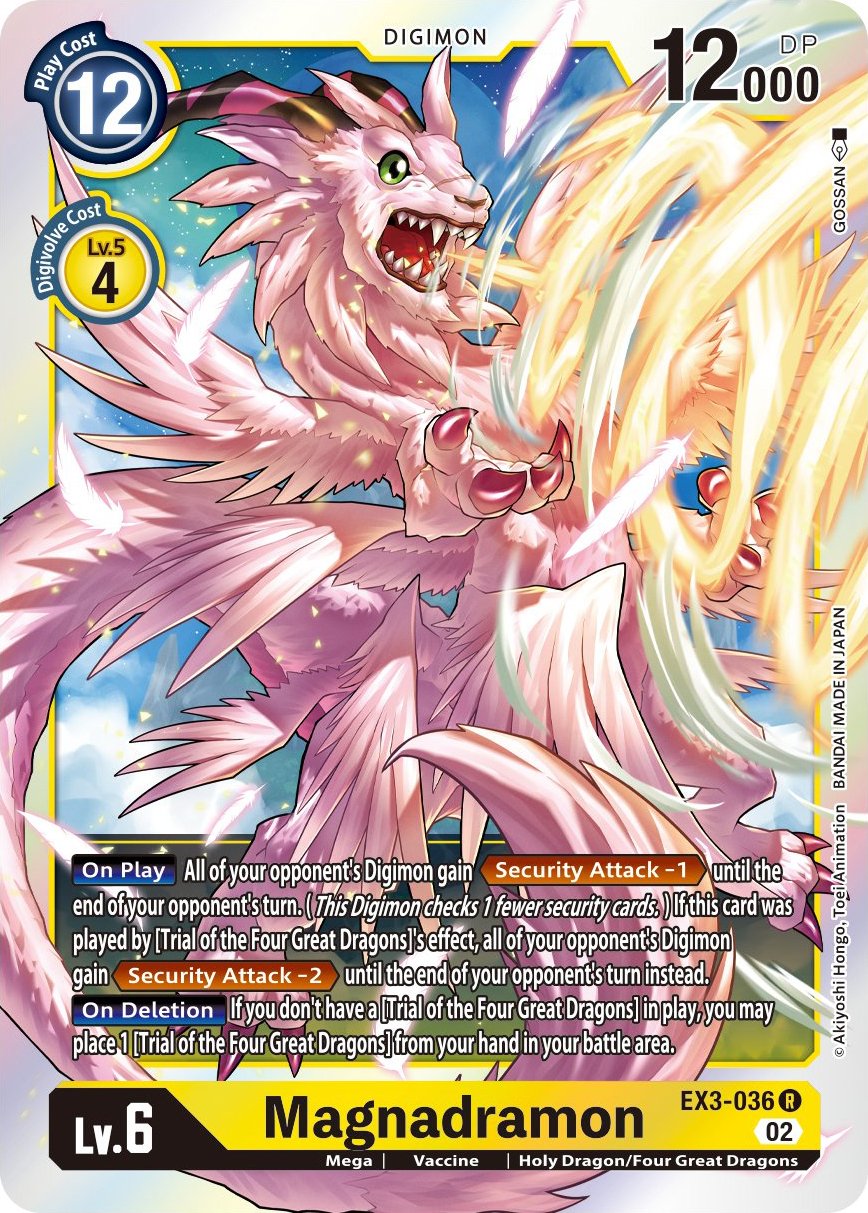 DIGIMON
Play Cost
12
12000
DP
Digivolve Cost
Lv.5
4
GOSSAN
On Play All of your opponent's Digimon gain Security Attack -1 until the
end of your opponent's turn. (This Digimon checks 1 fewer security cards.) If this card was
played by [Trial of the Four Great Dragons]'s effect, all of your opponent's Digimon
gain Security Attack -2 until the end of your opponent's turn instead.
On Deletion If you don't have a [Trial of the Four Great Dragons] in play, you may
place 1 [Trial of the Four Great Dragons] from your hand in your battle area.
© Akiyoshi Hongo, Toei Animation BANDAI MADE IN JAPAN
Lv.6
Magnadramon
EX3-036 R
02
Mega | Vaccine | Holy Dragon/Four Great Dragons